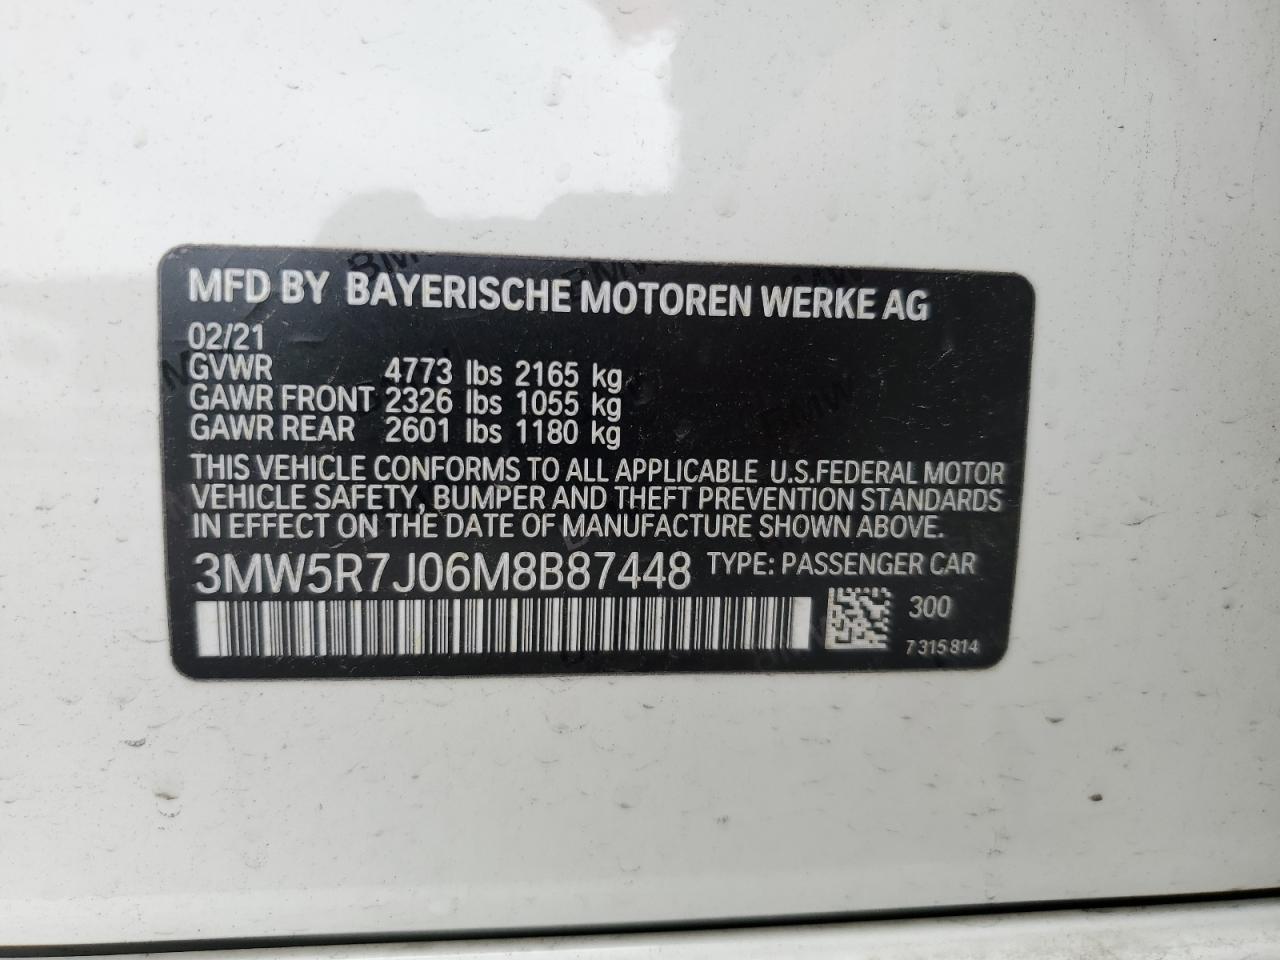 MFD BY BAYERISCHE MOTOREN WERKE AG
02/21
GVWR 4773 lbs 2165 kg
GAWR FRONT 2326 lbs 1055 kg
GAWR REAR 2601 lbs 1180 kg
THIS VEHICLE CONFORMS TO ALL APPLICABLE U.S.FEDERAL MOTOR
VEHICLE SAFETY, BUMPER AND THEFT PREVENTION STANDARDS
IN EFFECT ON THE DATE OF MANUFACTURE SHOWN ABOVE.
3MW5R7J06M8B87448 TYPE: PASSENGER CAR
300
7 315 814